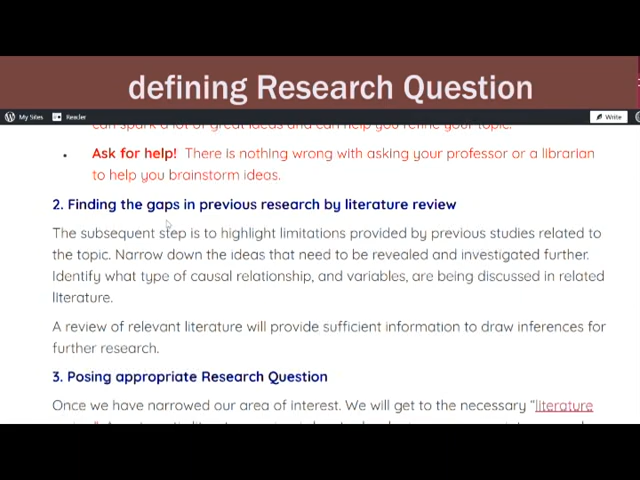 defining Research Question
My Sites Reader Write
can spark a lot of great ideas and can help you refine your topic.
• Ask for help! There is nothing wrong with asking your professor or a librarian
to help you brainstorm ideas.
2. Finding the gaps in previous research by literature review
The subsequent step is to highlight limitations provided by previous studies related to
the topic. Narrow down the ideas that need to be revealed and investigated further.
Identify what type of causal relationship, and variables, are being discussed in related
literature.
A review of relevant literature will provide sufficient information to draw inferences for
further research.
3. Posing appropriate Research Question
Once we have narrowed our area of interest. We will get to the necessary “literature